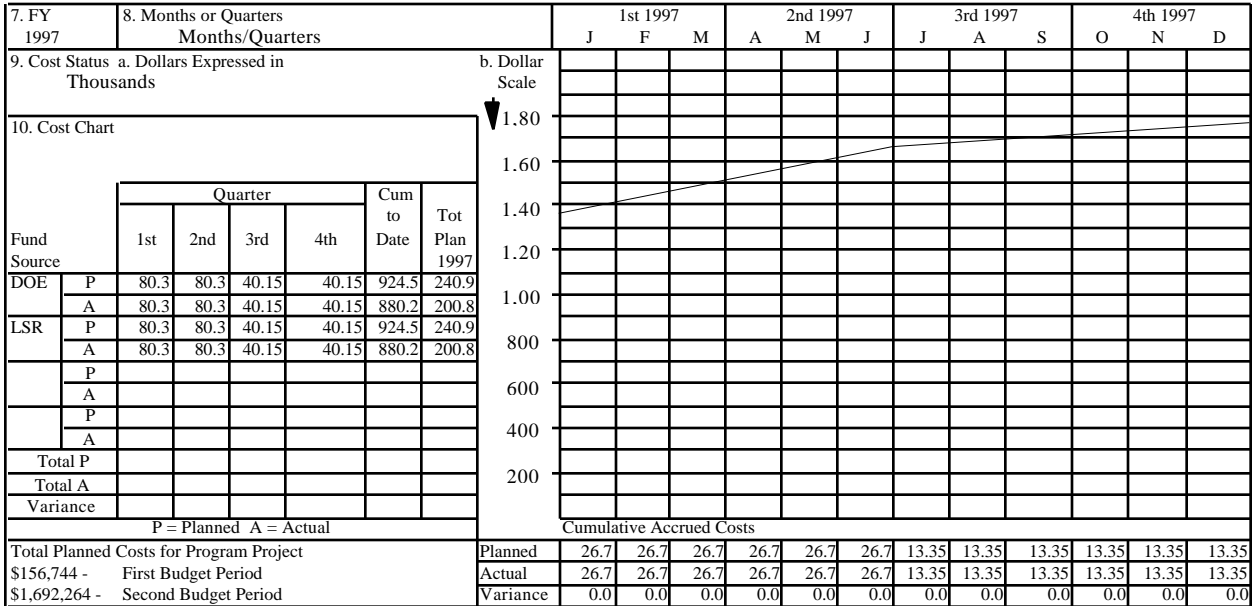 7. FY 8. Months or Quarters 1st 1997 2nd 1997 3rd 1997 4th 1997
1997 Months/Quarters J F M A M J J A S O N D
9. Cost Status a. Dollars Expressed in b. Dollar
Thousands Scale
1.80
10. Cost Chart
1.60
Quarter Cum
to Tot
1.40
Fund 1st 2nd 3rd 4th Date Plan
1.20
Source 1997
DOE P 80.3 80.3 40.15 40.15 924.5 240.9
1.00
A 80.3 80.3 40.15 40.15 880.2 200.8
LSR P 80.3 80.3 40.15 40.15 924.5 240.9
800
A 80.3 80.3 40.15 40.15 880.2 200.8
P
600
A
P
400
A
Total P
200
Total A
Variance
P = Planned A = Actual Cumulative Accrued Costs
Total Planned Costs for Program Project Planned 26.7 26.7 26.7 26.7 26.7 26.7 13.35 13.35 13.35 13.35 13.35 13.35
$156,744 - First Budget Period Actual 26.7 26.7 26.7 26.7 26.7 26.7 13.35 13.35 13.35 13.35 13.35 13.35
$1,692,264 - Second Budget Period Variance 0.0 0.0 0.0 0.0 0.0 0.0 0.0 0.0 0.0 0.0 0.0 0.0